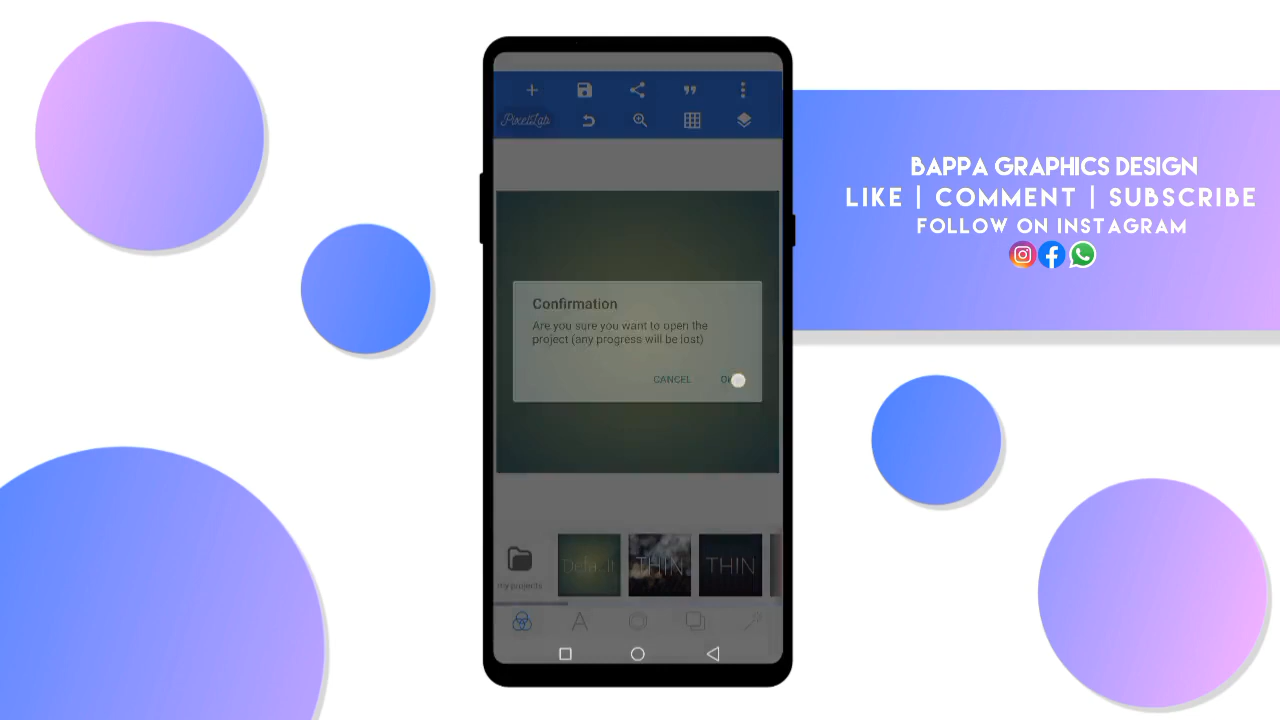 PixelLab
Confirmation
Are you sure you want to open the
project (any progress will be lost)
CANCEL
my projects
Default
THIN
THIN
BAPPA GRAPHICS DESIGN
LIKE | COMMENT | SUBSCRIBE
FOLLOW ON INSTAGRAM